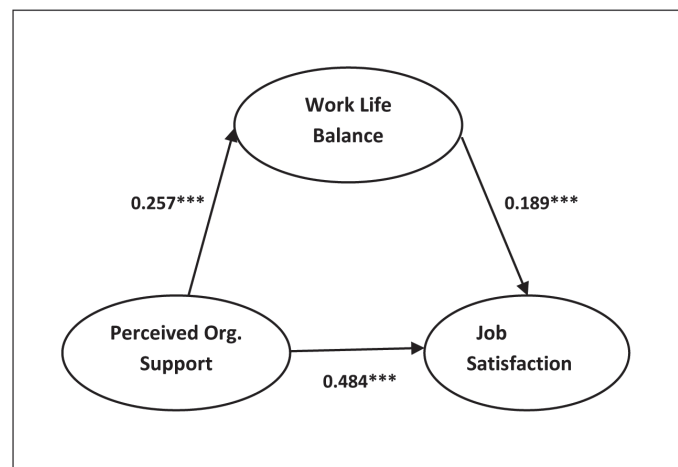 Work Life
Balance
0.257***
0.189***
Perceived Org.
Support
Job
Satisfaction
0.484***